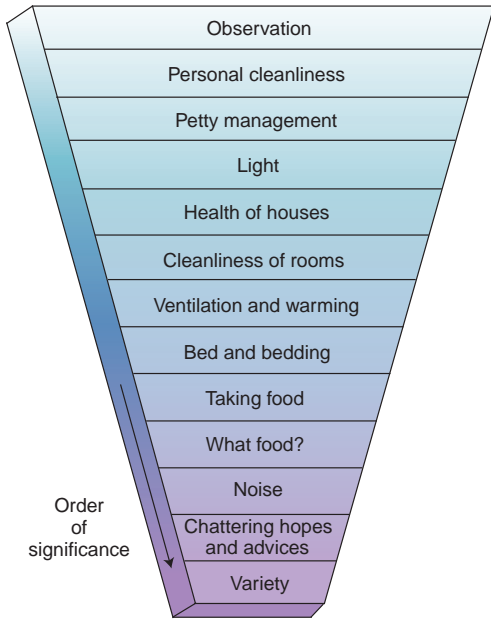 Observation
Personal cleanliness
Petty management
Light
Health of houses
Cleanliness of rooms
Ventilation and warming
Bed and bedding
Taking food
What food?
Noise
Chattering hopes
and advices
Variety
Order
of
significance